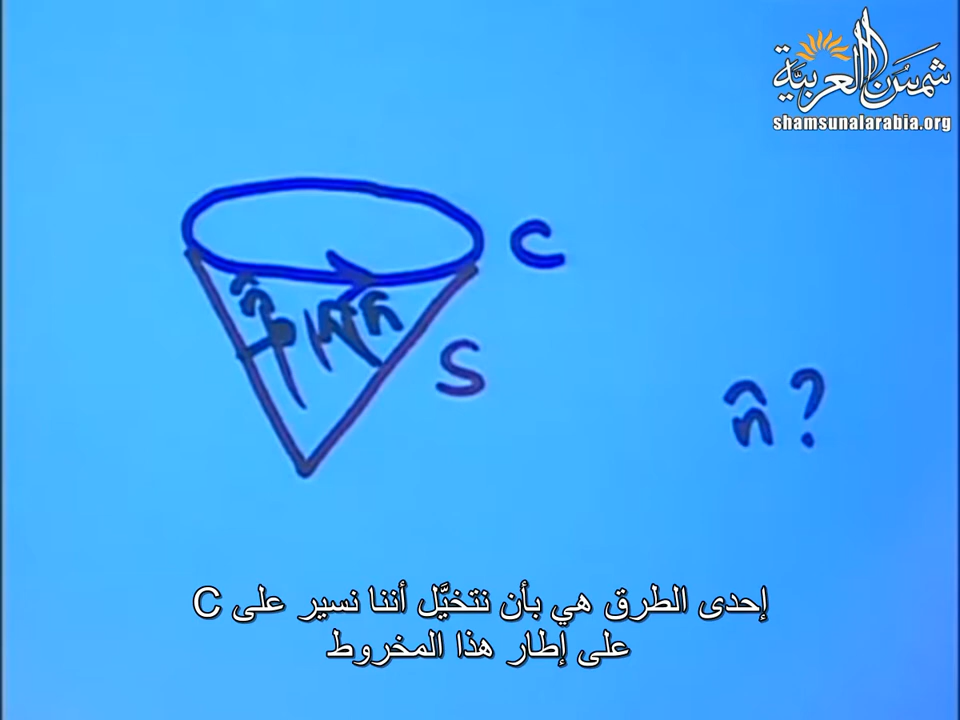 شمس العربية
shamsunalarabia.org
C
n̂
n̂
S
n̂ ?
إحدى الطرق هي بأن نتخيَّل أننا نسير على C
على إطار هذا المخروط